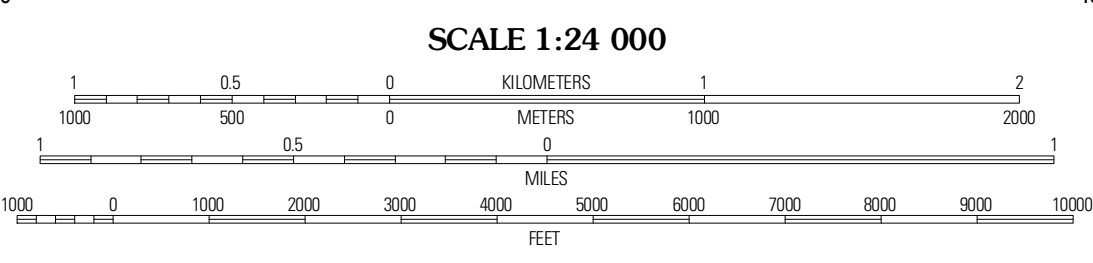 SCALE 1:24 000
1 0.5 0 KILOMETERS 1 2
1000 500 0 METERS 1000 2000
1 0.5 0 1
MILES
1000 0 1000 2000 3000 4000 5000 6000 7000 8000 9000 10000
FEET